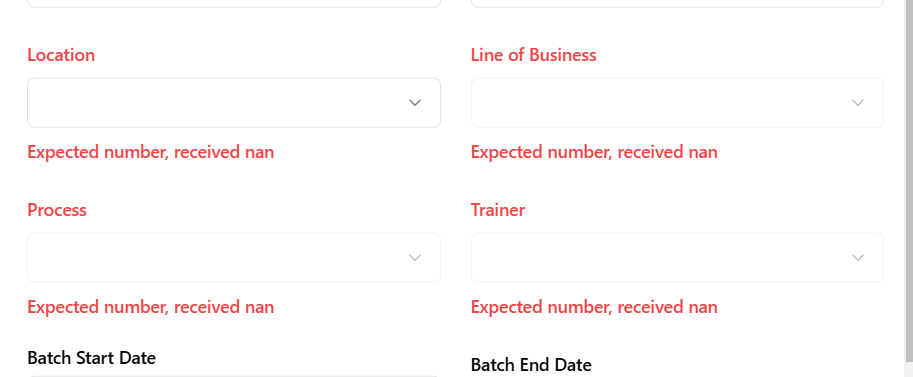 Location
Line of Business
Expected number, received nan
Expected number, received nan
Process
Trainer
Expected number, received nan
Expected number, received nan
Batch Start Date
Batch End Date